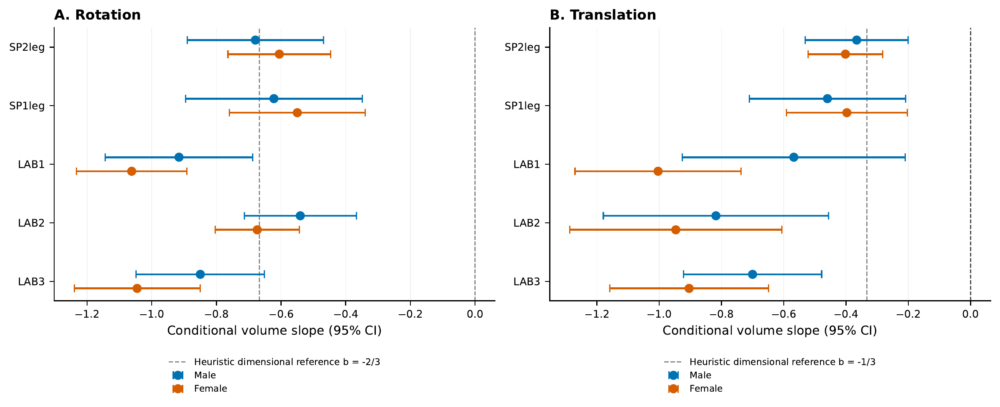 A. Rotation
SP2leg
SP1leg
LAB1
LAB2
LAB3
−1.2 −1.0 −0.8 −0.6 −0.4 −0.2 0.0
Conditional volume slope (95% CI)
Heuristic dimensional reference b = -2/3
Male
Female
B. Translation
SP2leg
SP1leg
LAB1
LAB2
LAB3
−1.2 −1.0 −0.8 −0.6 −0.4 −0.2 0.0
Conditional volume slope (95% CI)
Heuristic dimensional reference b = -1/3
Male
Female